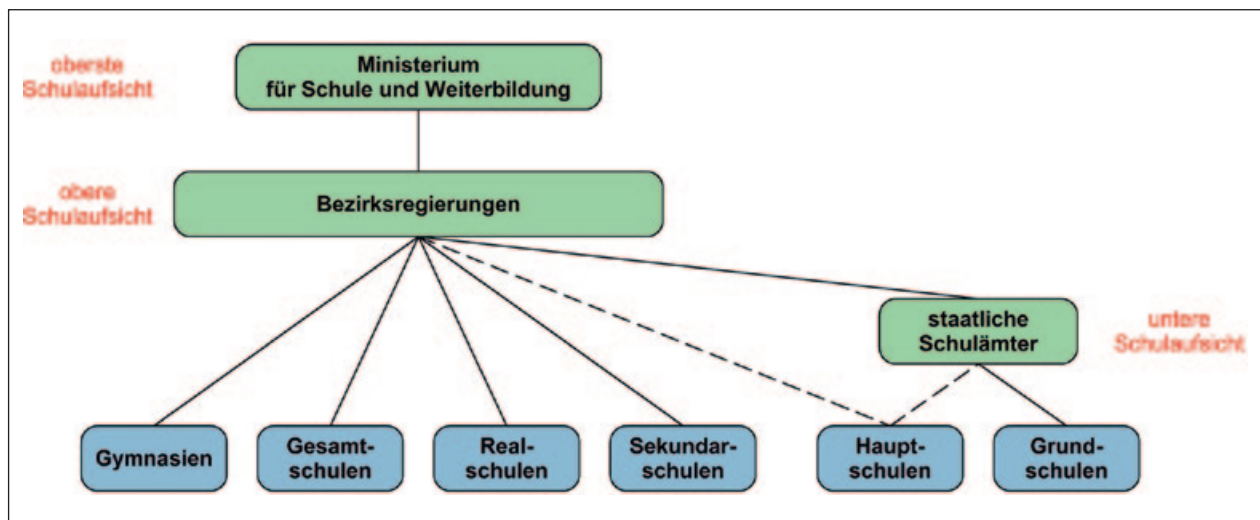 oberste
Schulaufsicht
Ministerium
für Schule und Weiterbildung
obere
Schulaufsicht
Bezirksregierungen
staatliche
Schulämter
untere
Schulaufsicht
Gymnasien
Gesamt-
schulen
Real-
schulen
Sekundar-
schulen
Haupt-
schulen
Grund-
schulen